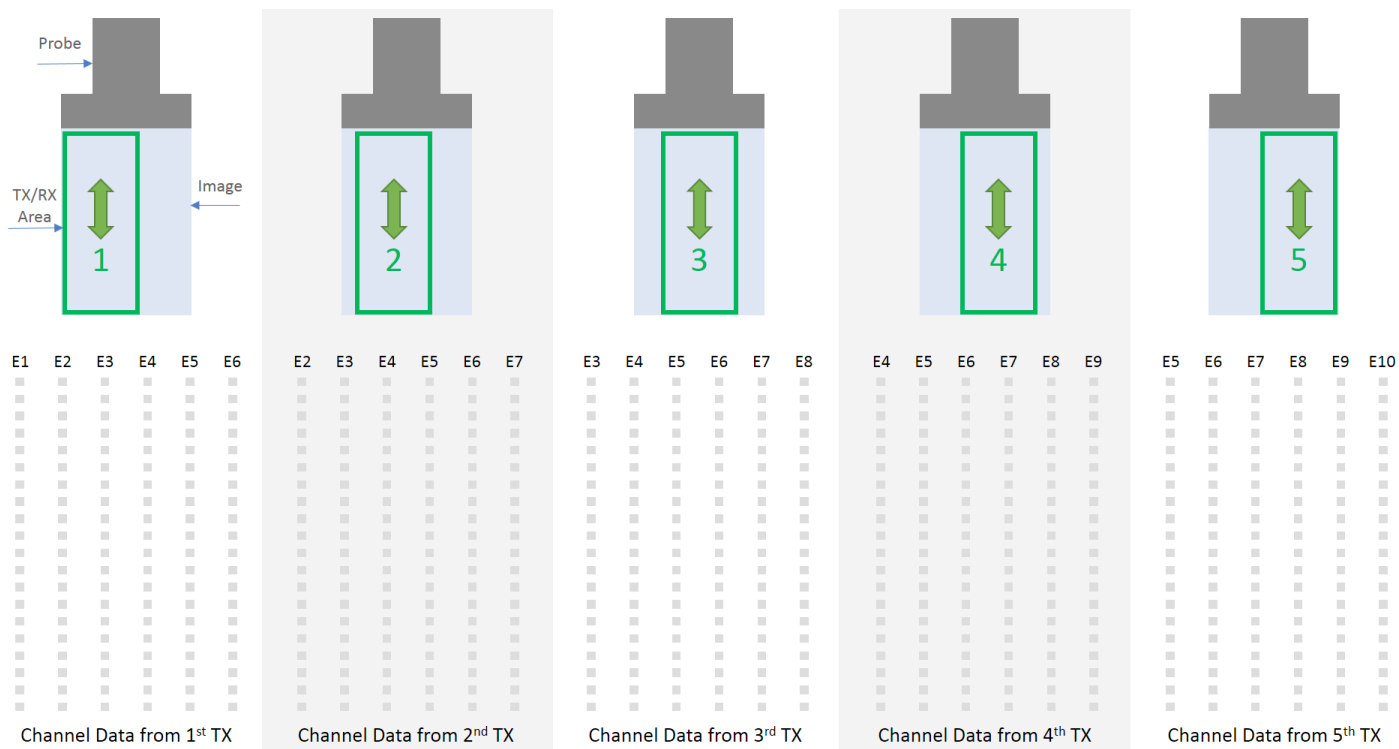 Probe
TX/RX
Area
Image
1
2
3
4
5
E1 E2 E3 E4 E5 E6
E2 E3 E4 E5 E6 E7
E3 E4 E5 E6 E7 E8
E4 E5 E6 E7 E8 E9
E5 E6 E7 E8 E9 E10
Channel Data from 1st TX
Channel Data from 2nd TX
Channel Data from 3rd TX
Channel Data from 4th TX
Channel Data from 5th TX